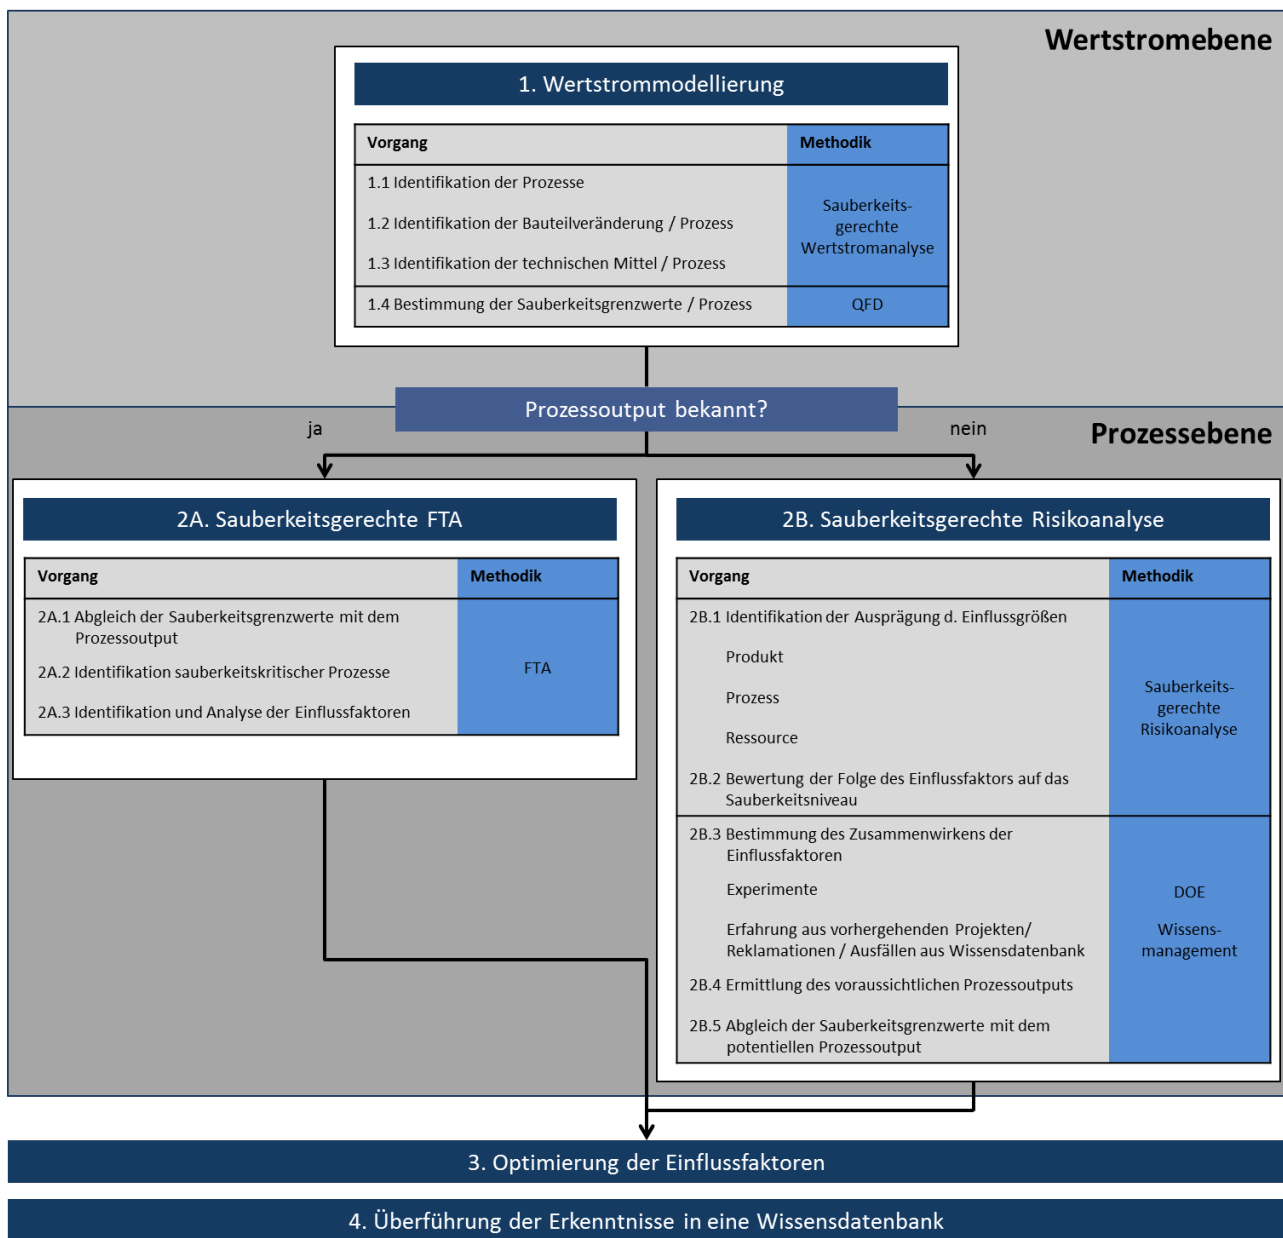 Wertstromebene
1. Wertstrommodellierung
Vorgang
Methodik
1.1 Identifikation der Prozesse
1.2 Identifikation der Bauteilveränderung / Prozess
1.3 Identifikation der technischen Mittel / Prozess
Sauberkeits-
gerechte
Wertstromanalyse
1.4 Bestimmung der Sauberkeitsgrenzwerte / Prozess
QFD
Prozessoutput bekannt?
ja
nein
Prozessebene
2A. Sauberkeitsgerechte FTA
Vorgang
Methodik
2A.1 Abgleich der Sauberkeitsgrenzwerte mit dem
Prozessoutput
2A.2 Identifikation sauberkeitskritischer Prozesse
2A.3 Identifikation und Analyse der Einflussfaktoren
FTA
2B. Sauberkeitsgerechte Risikoanalyse
Vorgang
Methodik
2B.1 Identifikation der Ausprägung d. Einflussgrößen
Produkt
Prozess
Ressource
2B.2 Bewertung der Folge des Einflussfaktors auf das
Sauberkeitsniveau
Sauberkeits-
gerechte
Risikoanalyse
2B.3 Bestimmung des Zusammenwirkens der
Einflussfaktoren
Experimente
Erfahrung aus vorhergehenden Projekten/
Reklamationen / Ausfällen aus Wissensdatenbank
2B.4 Ermittlung des voraussichtlichen Prozessoutputs
2B.5 Abgleich der Sauberkeitsgrenzwerte mit dem
potentiellen Prozessoutput
DOE
Wissens-
management
3. Optimierung der Einflussfaktoren
4. Überführung der Erkenntnisse in eine Wissensdatenbank